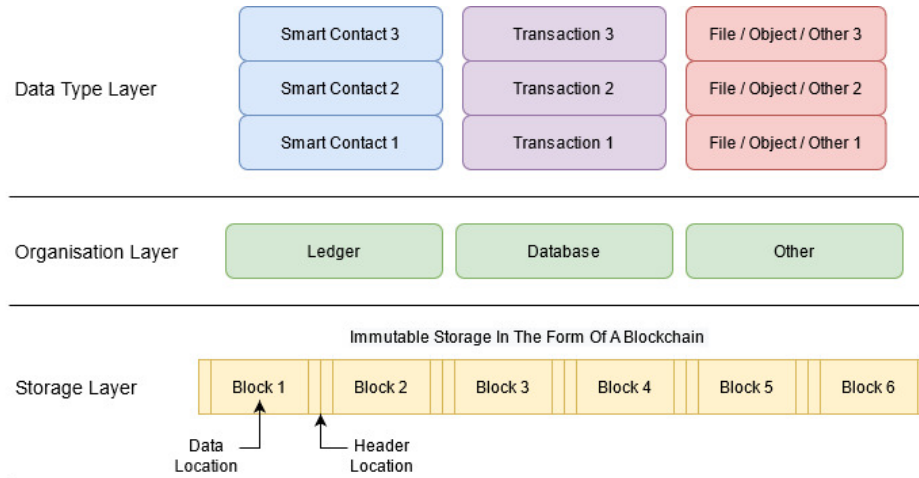 Smart Contact 3
Transaction 3
File / Object / Other 3
Data Type Layer
Smart Contact 2
Transaction 2
File / Object / Other 2
Smart Contact 1
Transaction 1
File / Object / Other 1
Organisation Layer
Ledger
Database
Other
Immutable Storage In The Form Of A Blockchain
Storage Layer
Block 1
Block 2
Block 3
Block 4
Block 5
Block 6
Data
Location
Header
Location